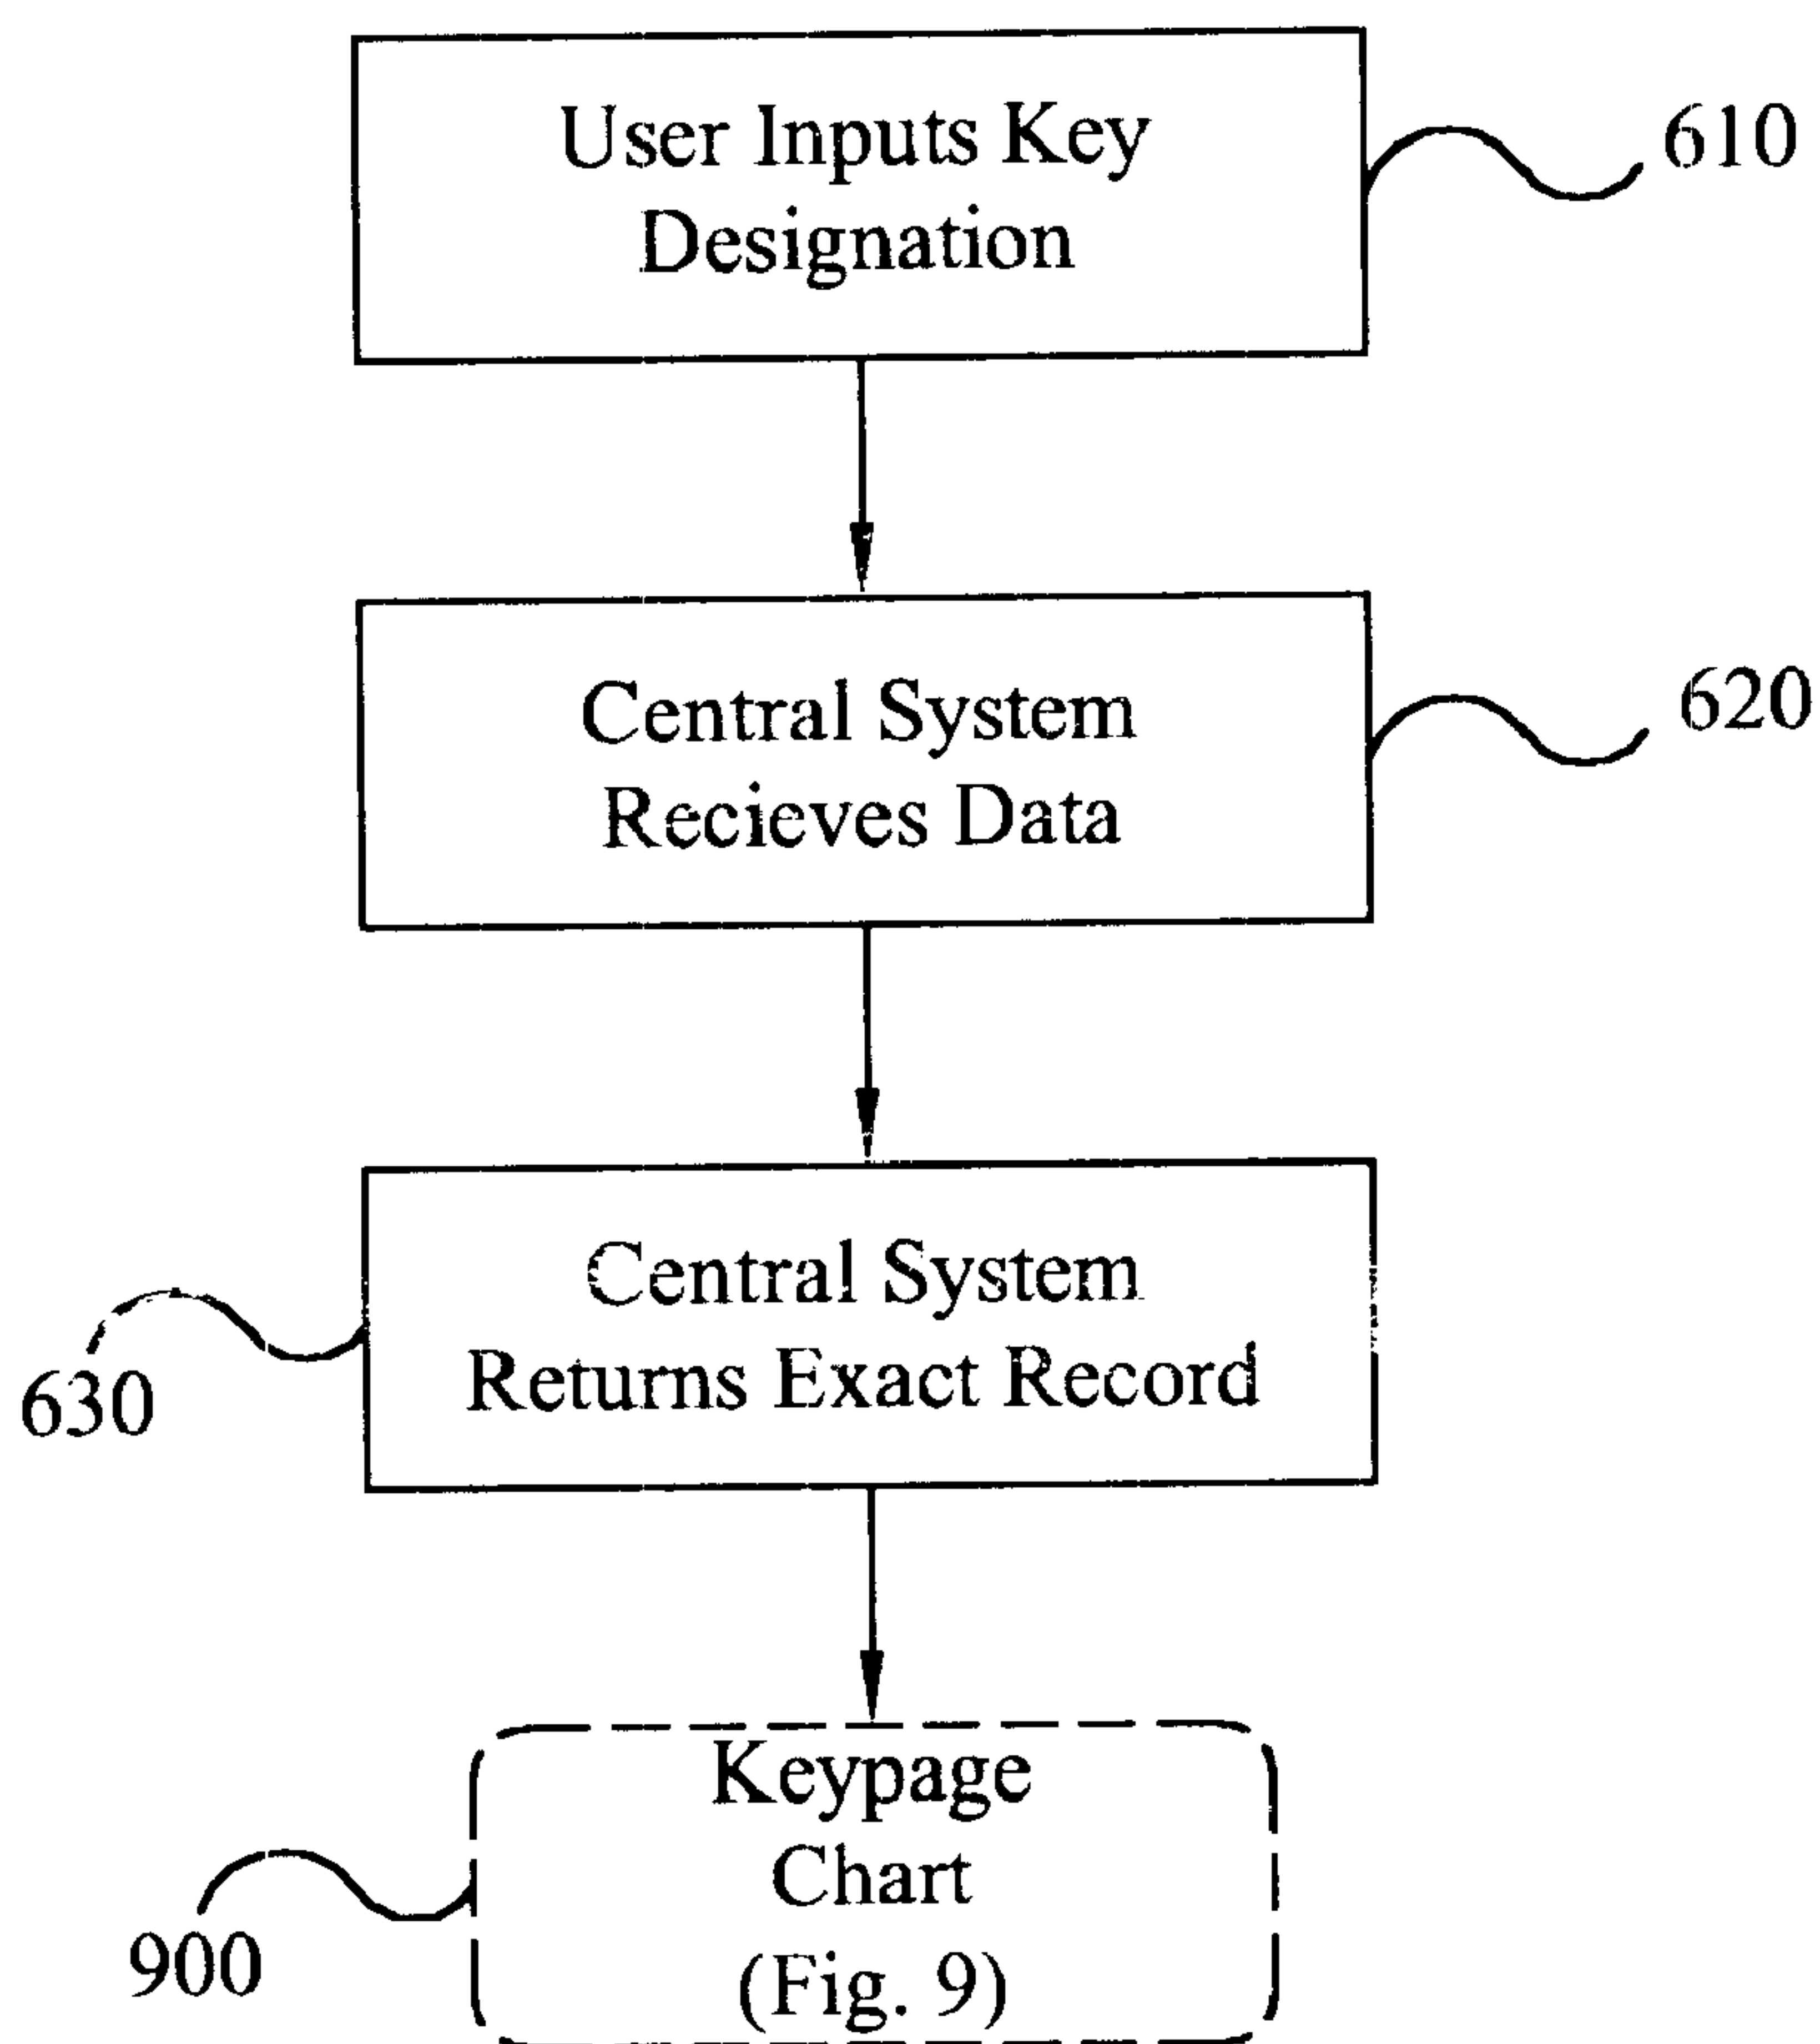 User Inputs Key
Designation
610
Central System
Recieves Data
620
Central System
Returns Exact Record
630
Keypage
Chart
(Fig. 9)
900